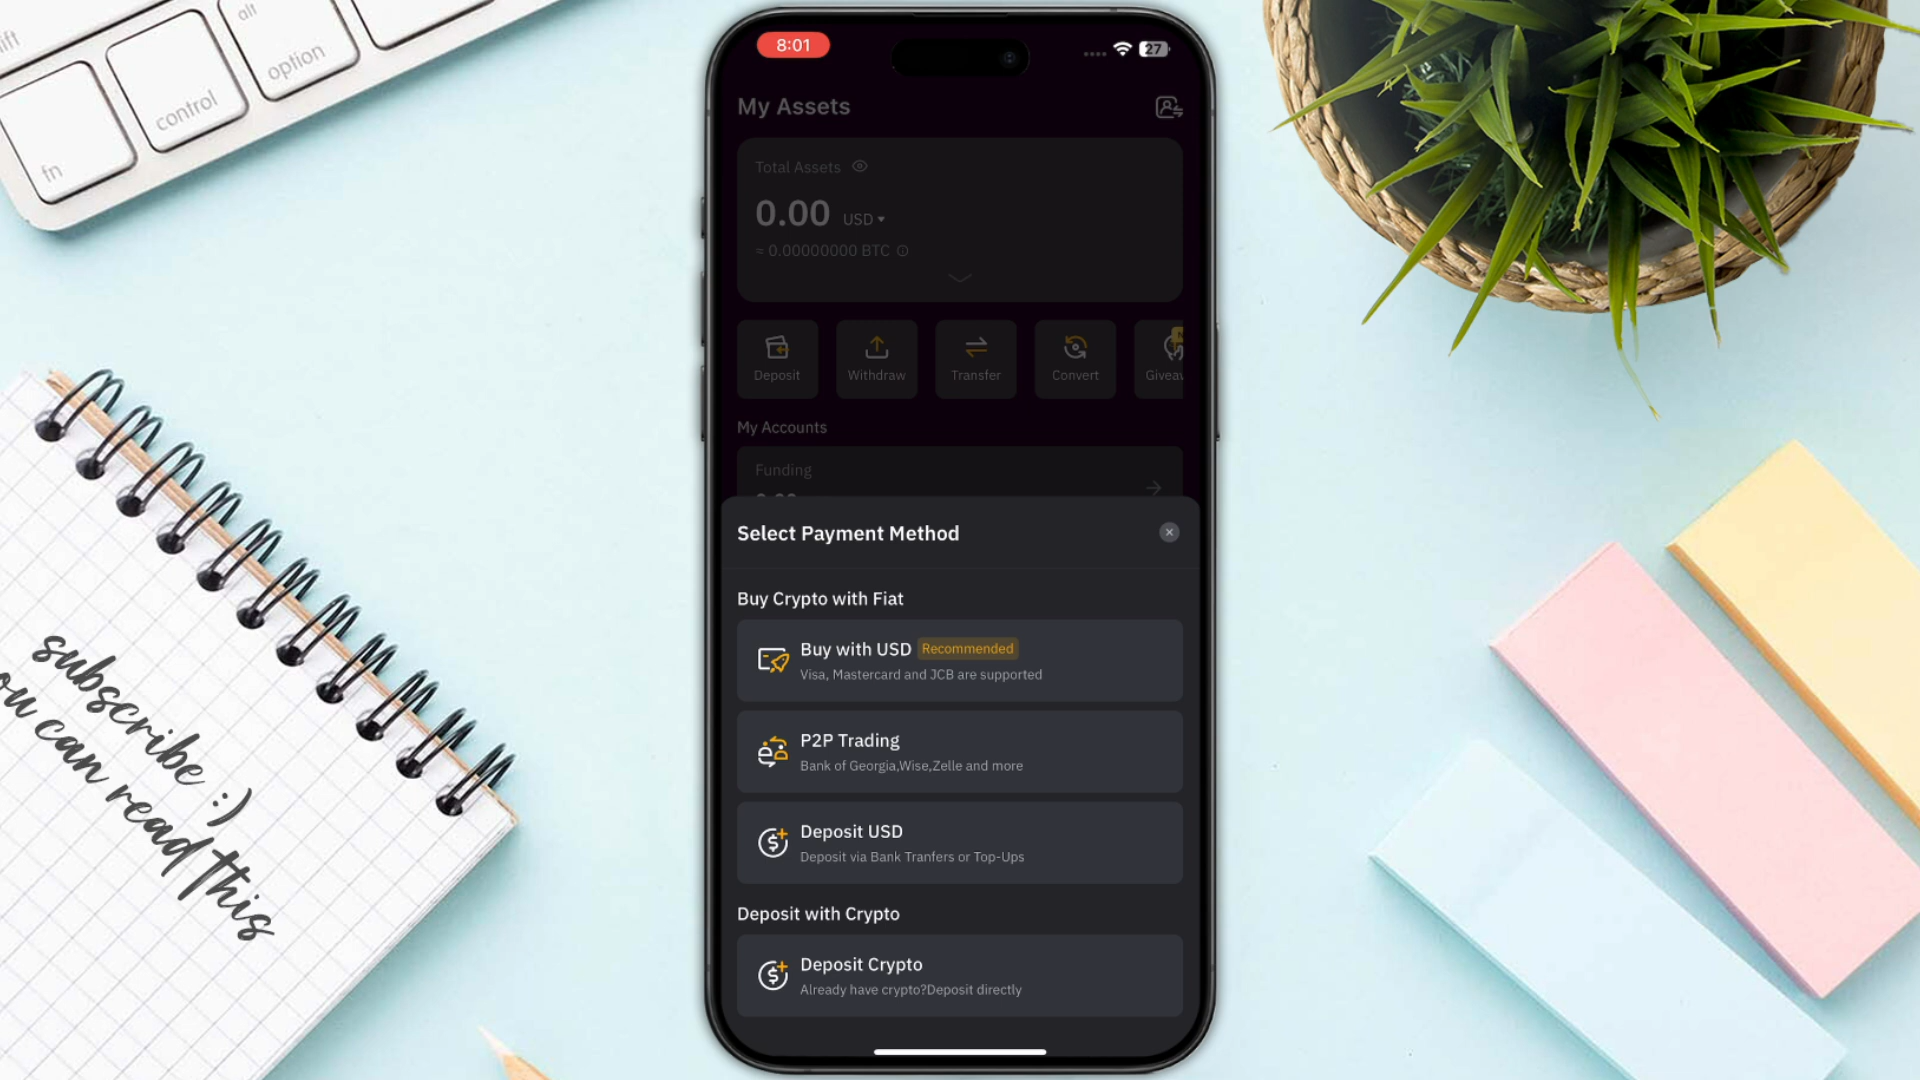 alt
option
control
fn
8:01
27
My Assets
Total Assets
0.00 USD
≈ 0.00000000 BTC
Deposit
Withdraw
Transfer
Convert
My Accounts
Funding
Select Payment Method
Buy Crypto with Fiat
Buy with USD Recommended
Visa, Mastercard and JCB are supported
P2P Trading
Bank of Georgia,Wise,Zelle and more
Deposit USD
Deposit via Bank Tranfers or Top-Ups
Deposit with Crypto
Deposit Crypto
Already have crypto?Deposit directly
subscribe :)
can read this